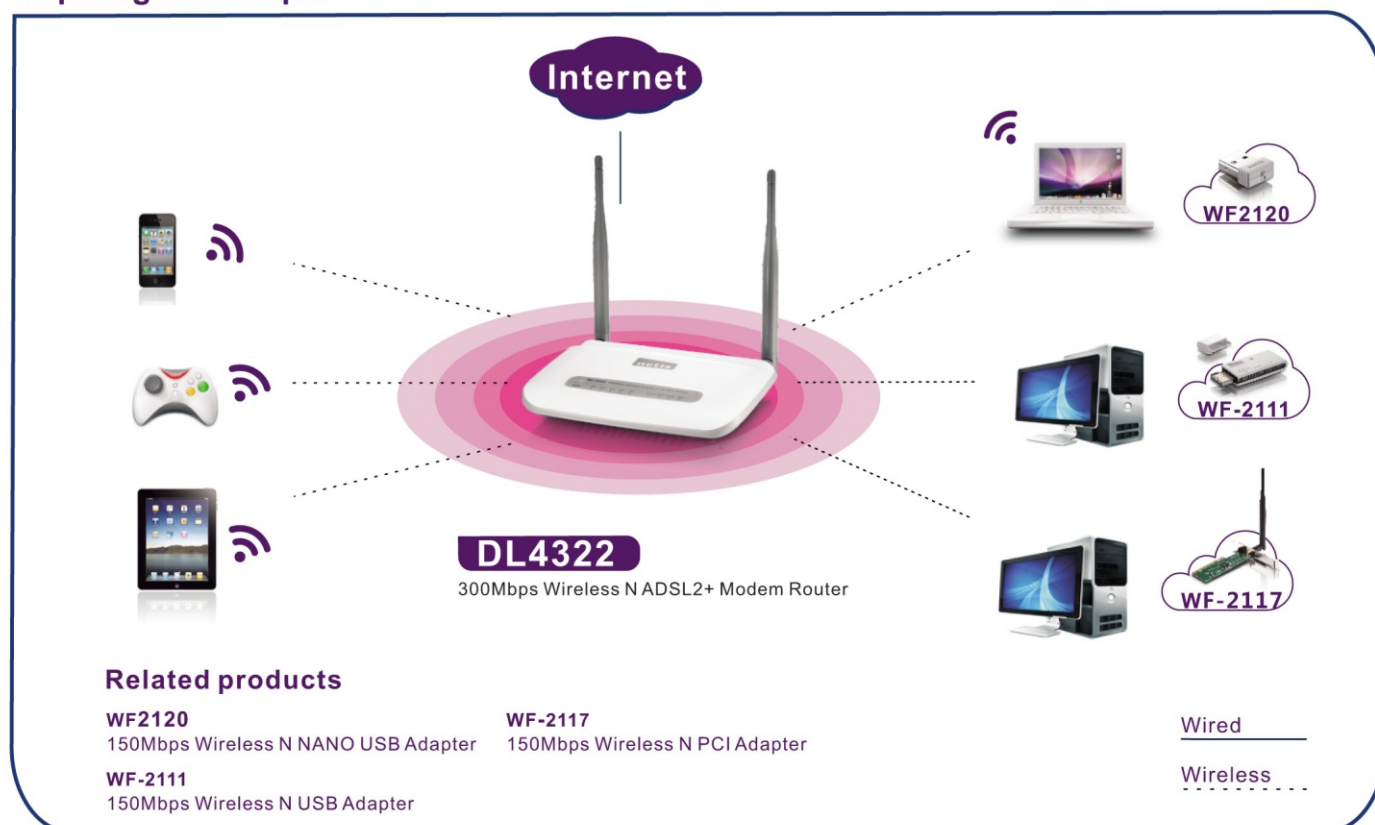 Internet
WF2120
WF-2111
netis
DL4322
300Mbps Wireless N ADSL2+ Modem Router
WF-2117
Related products
WF2120
150Mbps Wireless N NANO USB Adapter
WF-2117
150Mbps Wireless N PCI Adapter
WF-2111
150Mbps Wireless N USB Adapter
Wired
Wireless